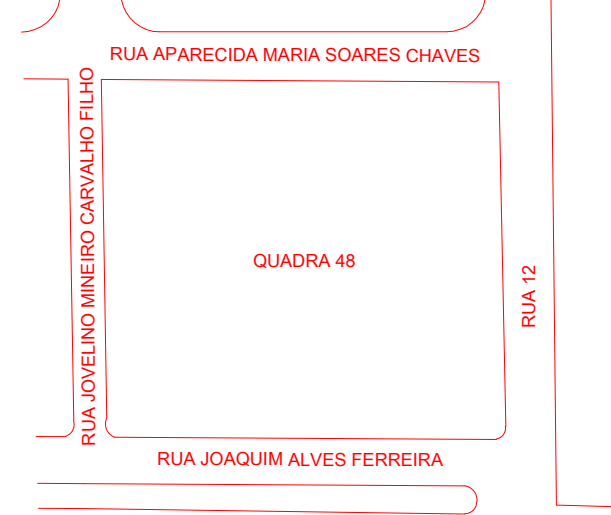 RUA APARECIDA MARIA SOARES CHAVES
RUA JOVELINO MINEIRO CARVALHO FILHO
QUADRA 48
RUA 12
RUA JOAQUIM ALVES FERREIRA